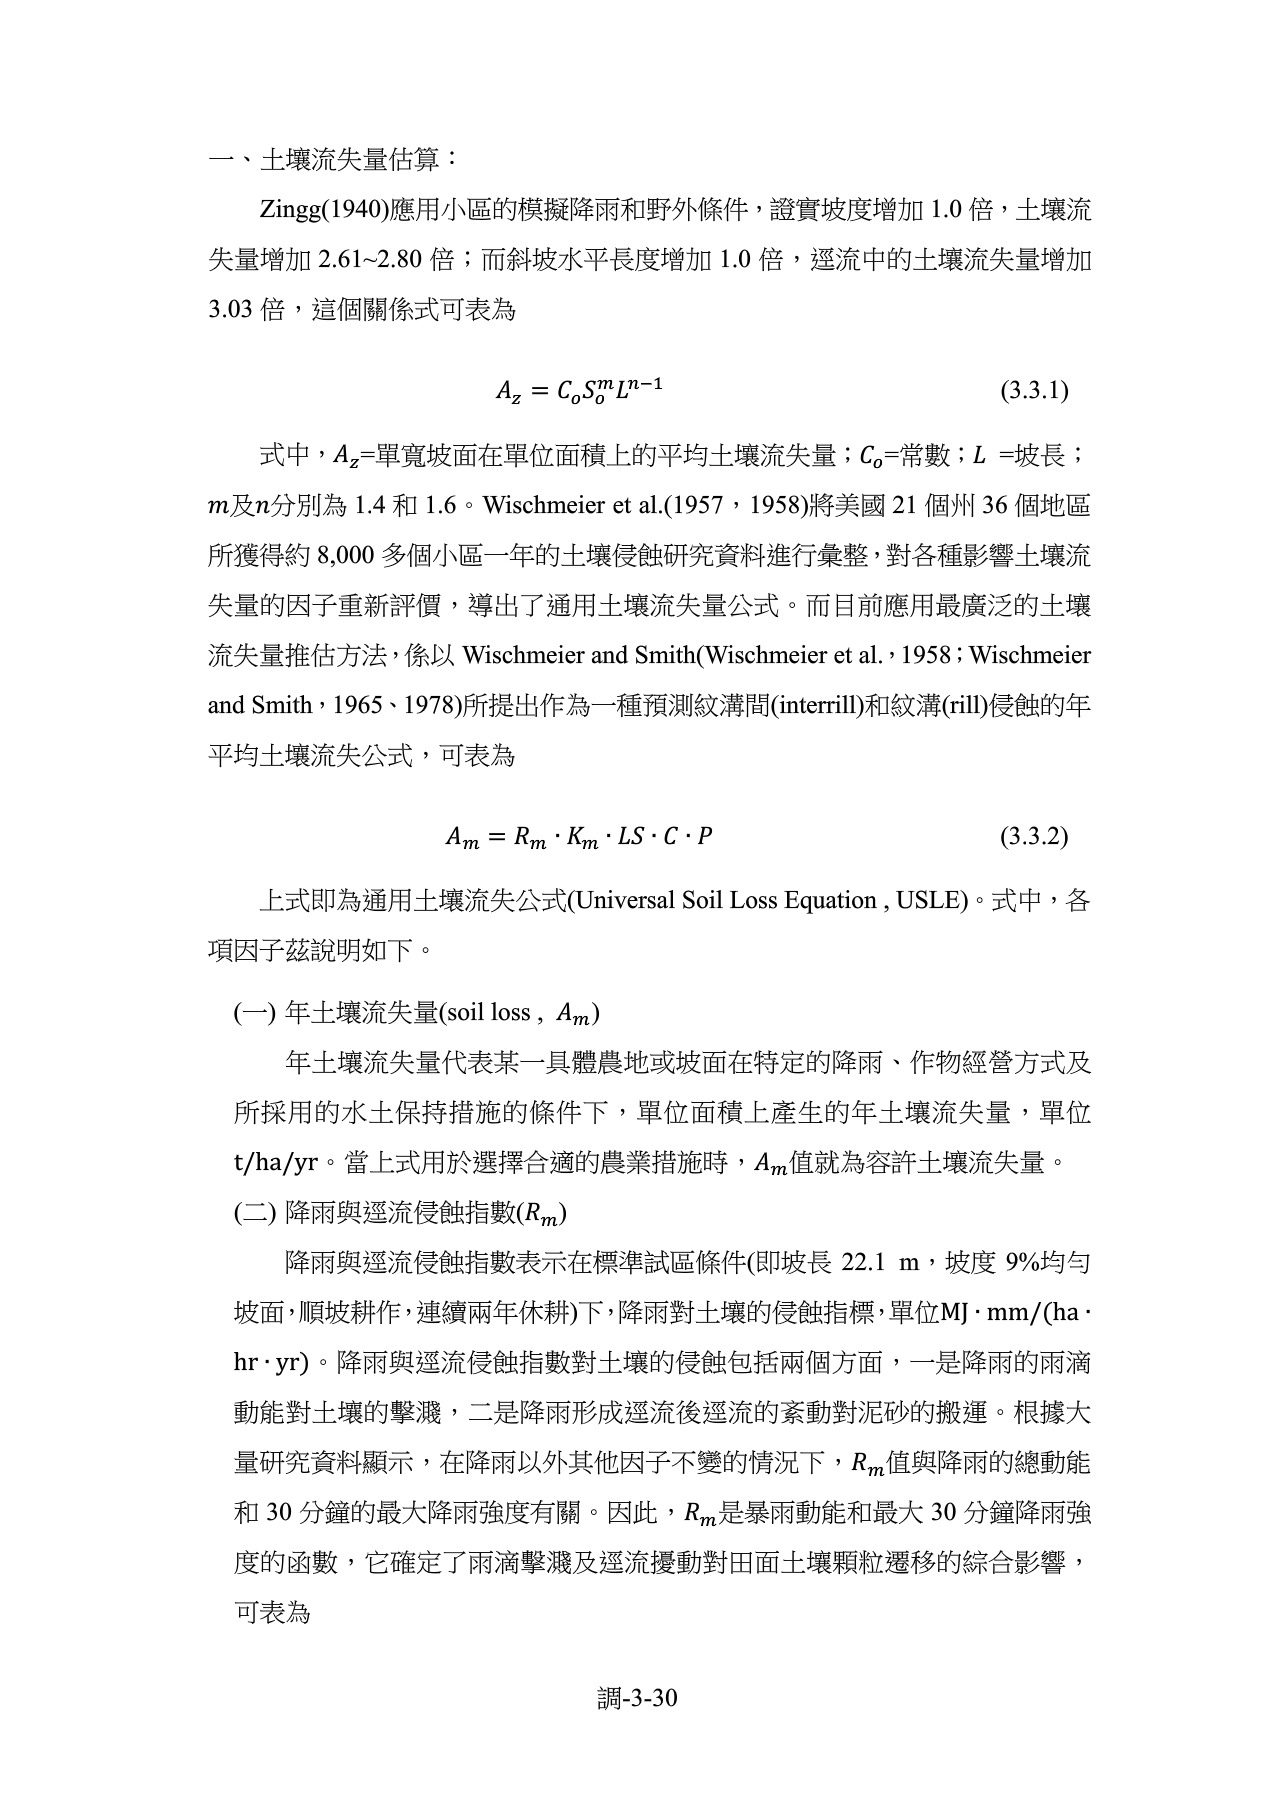 一、土壤流失量估算：
Zingg(1940)應用小區的模擬降雨和野外條件，證實坡度增加 1.0 倍，土壤流
失量增加 2.61~2.80 倍；而斜坡水平長度增加 1.0 倍，逕流中的土壤流失量增加
3.03 倍，這個關係式可表為
$A_z = C_o S_o^m L^{n-1}$ (3.3.1)
式中，$A_z$=單寬坡面在單位面積上的平均土壤流失量；$C_o$=常數；$L$ =坡長；
$m$及$n$分別為 1.4 和 1.6。Wischmeier et al.(1957，1958)將美國 21 個州 36 個地區
所獲得約 8,000 多個小區一年的土壤侵蝕研究資料進行彙整，對各種影響土壤流
失量的因子重新評價，導出了通用土壤流失量公式。而目前應用最廣泛的土壤
流失量推估方法，係以 Wischmeier and Smith(Wischmeier et al.，1958；Wischmeier
and Smith，1965、1978)所提出作為一種預測紋溝間(interrill)和紋溝(rill)侵蝕的年
平均土壤流失公式，可表為
$A_m = R_m \cdot K_m \cdot LS \cdot C \cdot P$ (3.3.2)
上式即為通用土壤流失公式(Universal Soil Loss Equation , USLE)。式中，各
項因子茲說明如下。
(一) 年土壤流失量(soil loss , $A_m$)
年土壤流失量代表某一具體農地或坡面在特定的降雨、作物經營方式及
所採用的水土保持措施的條件下，單位面積上產生的年土壤流失量，單位
t/ha/yr。當上式用於選擇合適的農業措施時，$A_m$值就為容許土壤流失量。
(二) 降雨與逕流侵蝕指數($R_m$)
降雨與逕流侵蝕指數表示在標準試區條件(即坡長 22.1 m，坡度 9%均勻
坡面，順坡耕作，連續兩年休耕)下，降雨對土壤的侵蝕指標，單位MJ · mm/(ha ·
hr · yr)。降雨與逕流侵蝕指數對土壤的侵蝕包括兩個方面，一是降雨的雨滴
動能對土壤的擊濺，二是降雨形成逕流後逕流的紊動對泥砂的搬運。根據大
量研究資料顯示，在降雨以外其他因子不變的情況下，$R_m$值與降雨的總動能
和 30 分鐘的最大降雨強度有關。因此，$R_m$是暴雨動能和最大 30 分鐘降雨強
度的函數，它確定了雨滴擊濺及逕流擾動對田面土壤顆粒遷移的綜合影響，
可表為
調-3-30